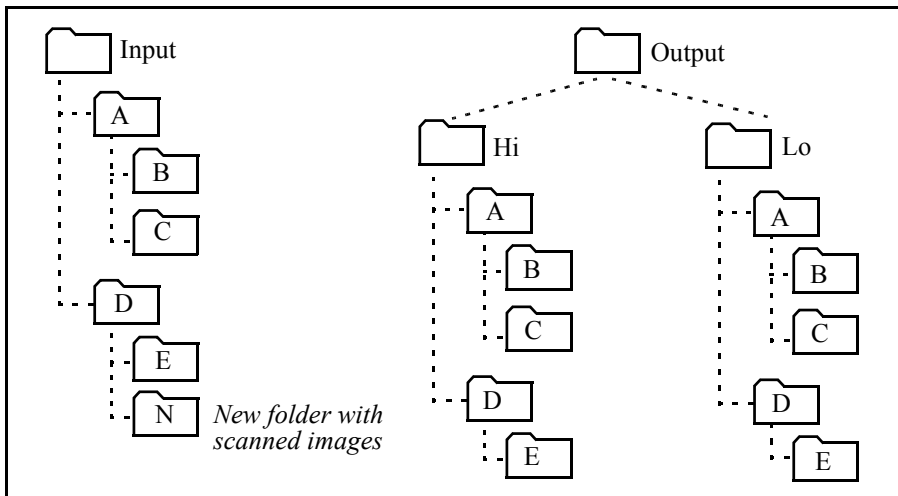 Input
A
B
C
D
E
N
New folder with
scanned images
Output
Hi
A
B
C
D
E
Lo
A
B
C
D
E